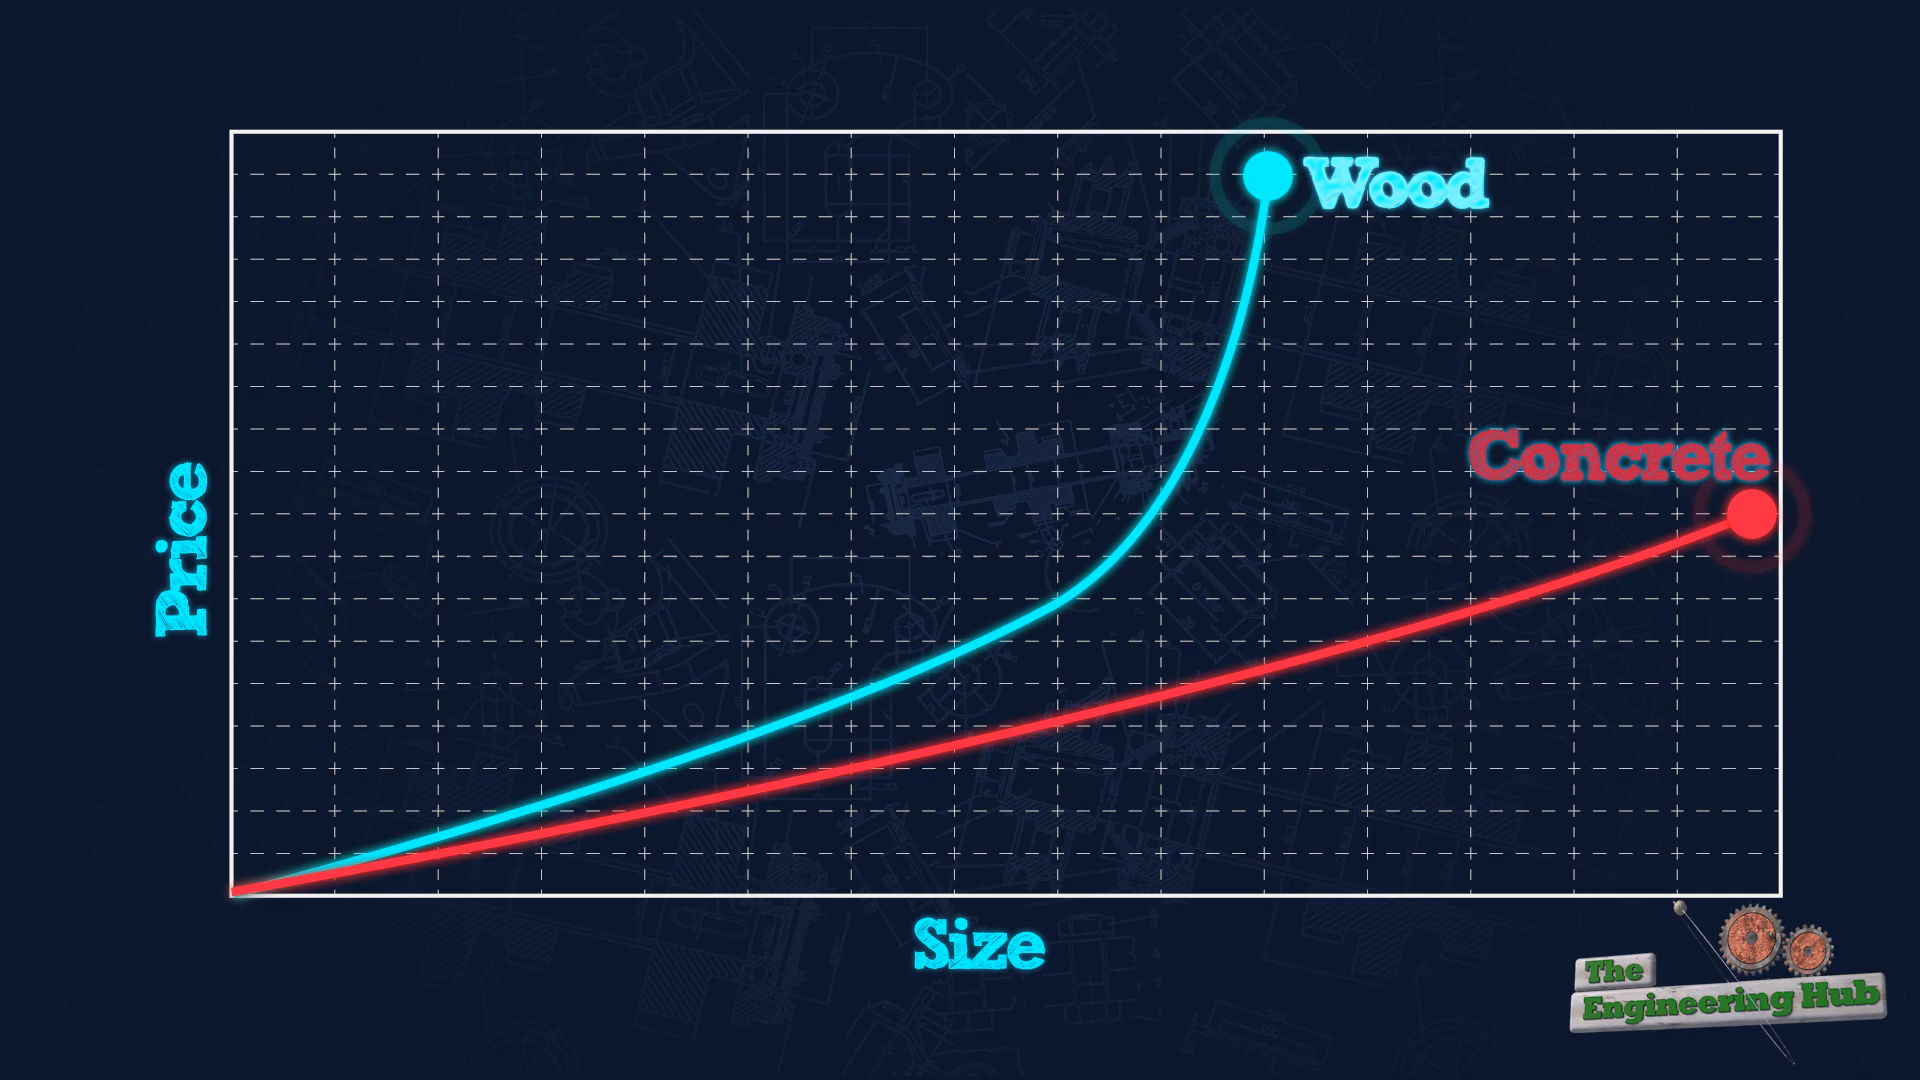 Wood
Concrete
Price
Size
The
Engineering Hub